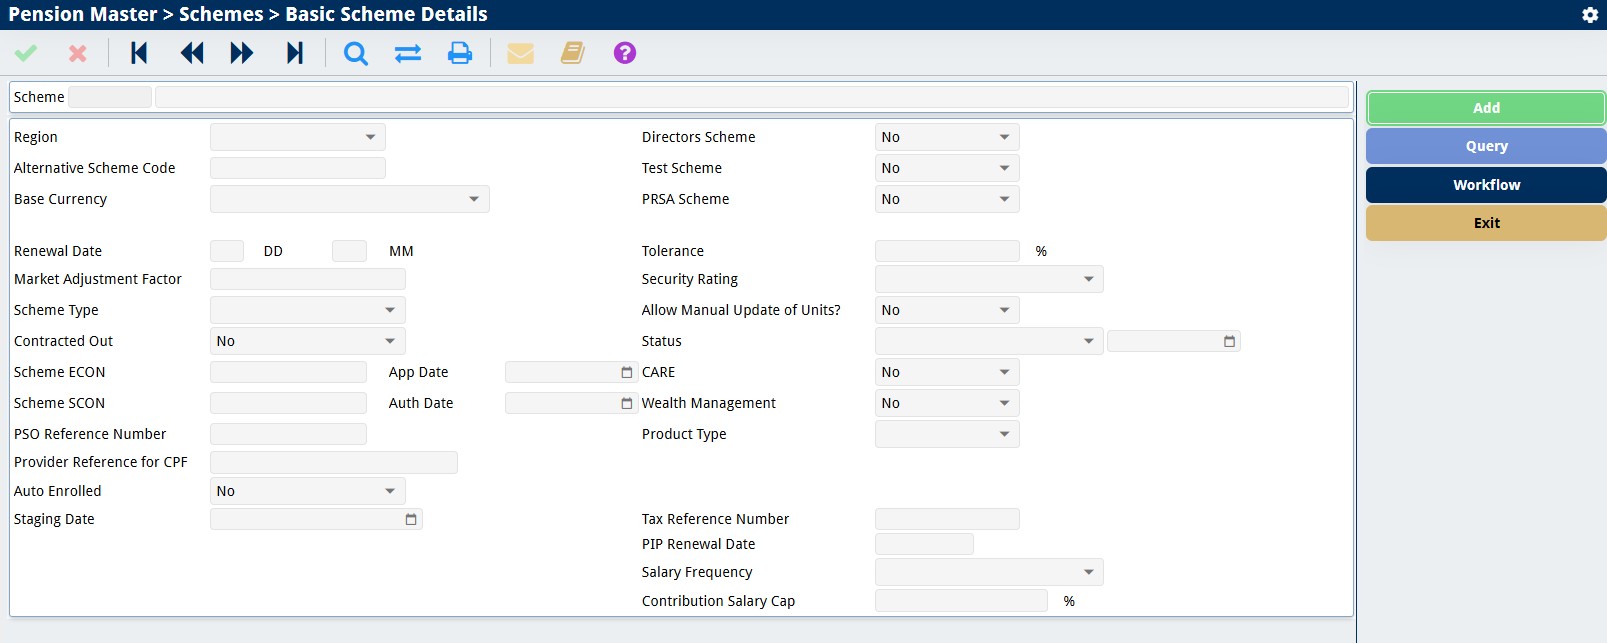 Pension Master > Schemes > Basic Scheme Details
?
Scheme
Add
Query
Workflow
Exit
Region
Directors Scheme No
Alternative Scheme Code
Test Scheme No
Base Currency
PRSA Scheme No
Renewal Date DD MM
Tolerance %
Market Adjustment Factor
Security Rating
Scheme Type
Allow Manual Update of Units? No
Contracted Out No
Status
Scheme ECON App Date
CARE No
Scheme SCON Auth Date
Wealth Management No
PSO Reference Number
Product Type
Provider Reference for CPF
Auto Enrolled No
Staging Date
Tax Reference Number
PIP Renewal Date
Salary Frequency
Contribution Salary Cap %